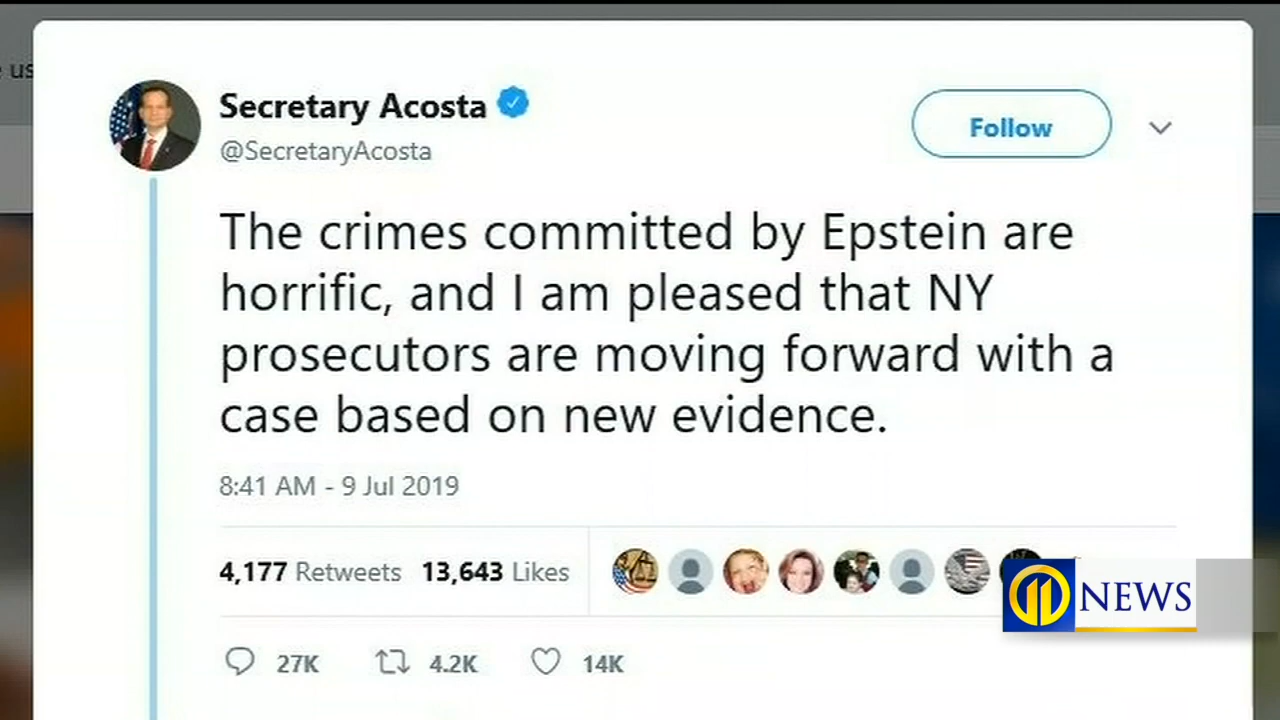 us
Secretary Acosta
Follow
@SecretaryAcosta
The crimes committed by Epstein are
horrific, and I am pleased that NY
prosecutors are moving forward with a
case based on new evidence.
8:41 AM - 9 Jul 2019
4,177 Retweets 13,643 Likes
11 NEWS
27K 4.2K 14K